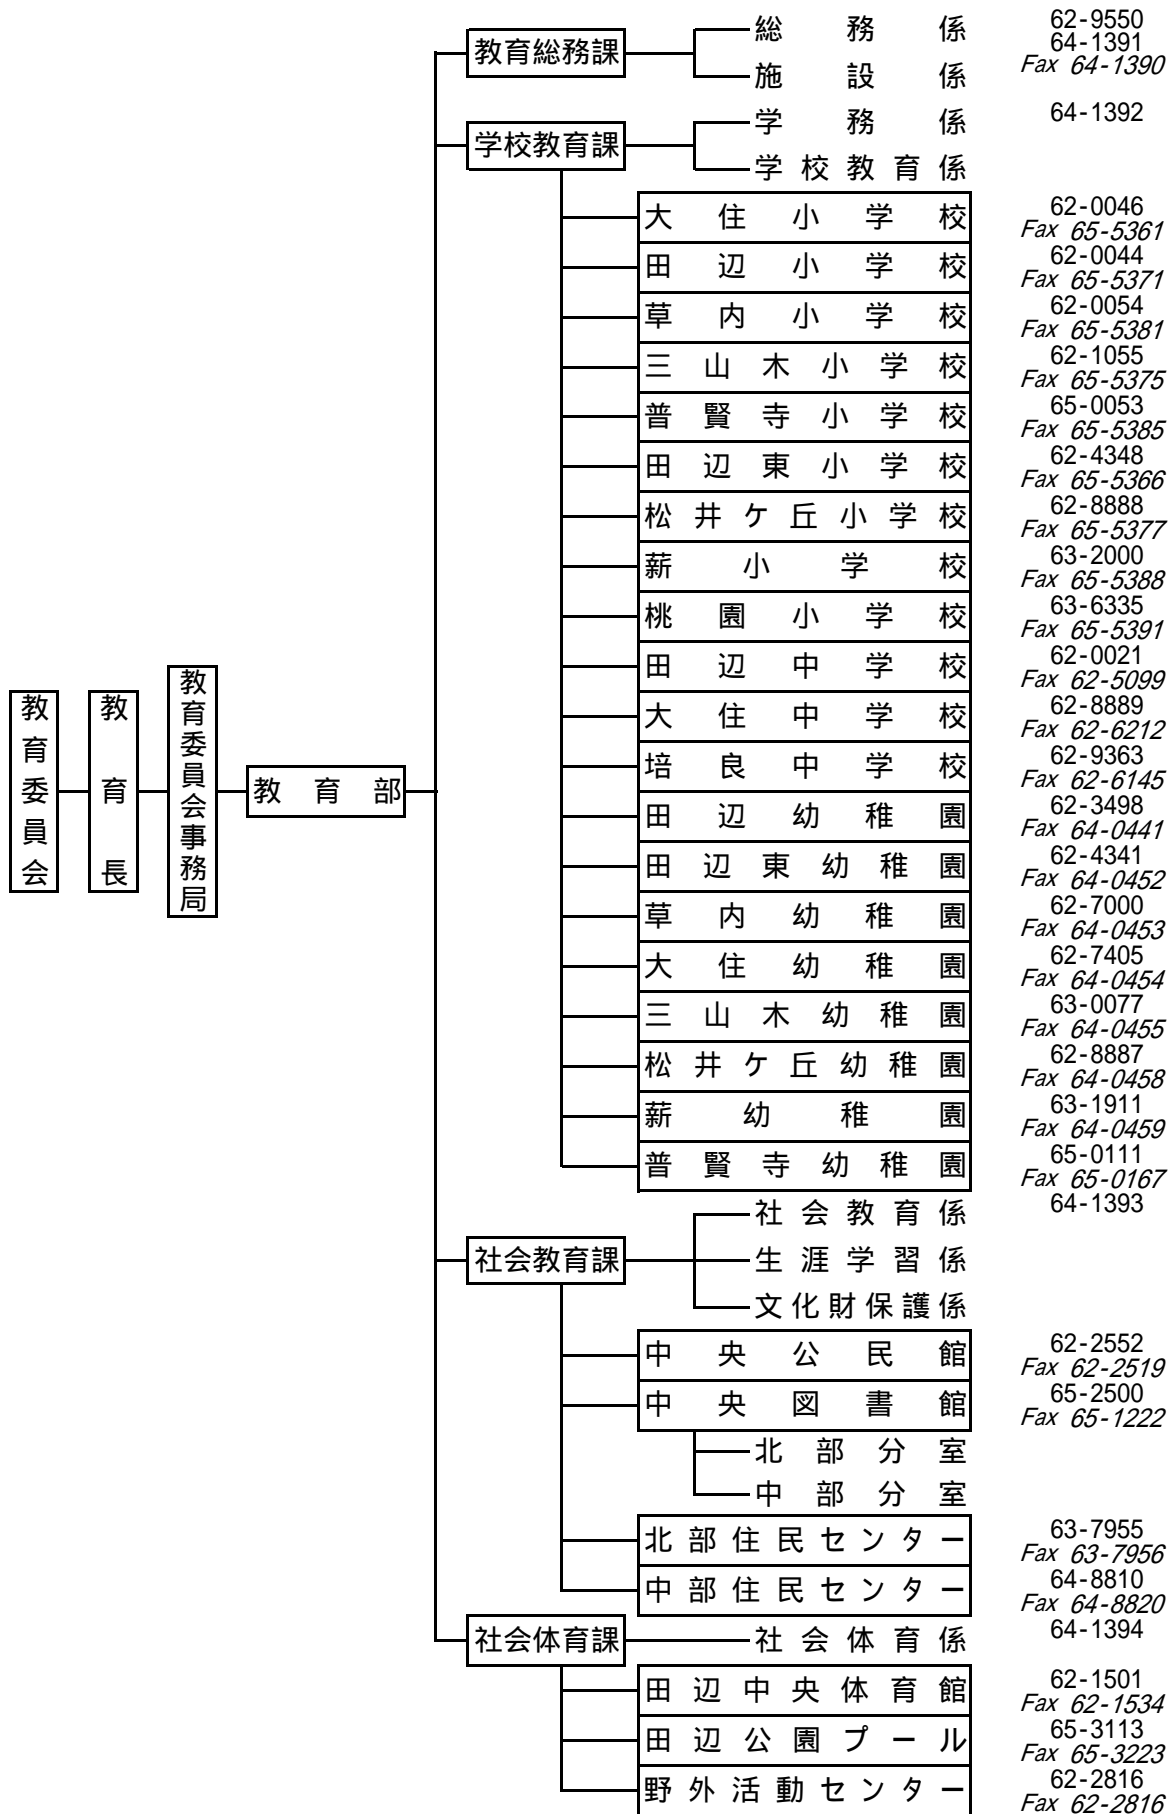 教育委員会
教育長
教育委員会事務局
教育部
教育総務課
総務係 62-9550
64-1391
Fax 64-1390
施設係
学校教育課
学務係 64-1392
学校教育係
大住小学校 62-0046
Fax 65-5361
田辺小学校 62-0044
Fax 65-5371
草内小学校 62-0054
Fax 65-5381
三山木小学校 62-1055
Fax 65-5375
普賢寺小学校 65-0053
Fax 65-5385
田辺東小学校 62-4348
Fax 65-5366
松井ケ丘小学校 62-8888
Fax 65-5377
薪小学校 63-2000
Fax 65-5388
桃園小学校 63-6335
Fax 65-5391
田辺中学校 62-0021
Fax 62-5099
大住中学校 62-8889
Fax 62-6212
培良中学校 62-9363
Fax 62-6145
田辺幼稚園 62-3498
Fax 64-0441
田辺東幼稚園 62-4341
Fax 64-0452
草内幼稚園 62-7000
Fax 64-0453
大住幼稚園 62-7405
Fax 64-0454
三山木幼稚園 63-0077
Fax 64-0455
松井ケ丘幼稚園 62-8887
Fax 64-0458
薪幼稚園 63-1911
Fax 64-0459
普賢寺幼稚園 65-0111
Fax 65-0167
社会教育課
社会教育係 64-1393
生涯学習係
文化財保護係
中央公民館 62-2552
Fax 62-2519
中央図書館 65-2500
Fax 65-1222
北部分室
中部分室
北部住民センター 63-7955
Fax 63-7956
中部住民センター 64-8810
Fax 64-8820
社会体育課
社会体育係 64-1394
田辺中央体育館 62-1501
Fax 62-1534
田辺公園プール 65-3113
Fax 65-3223
野外活動センター 62-2816
Fax 62-2816